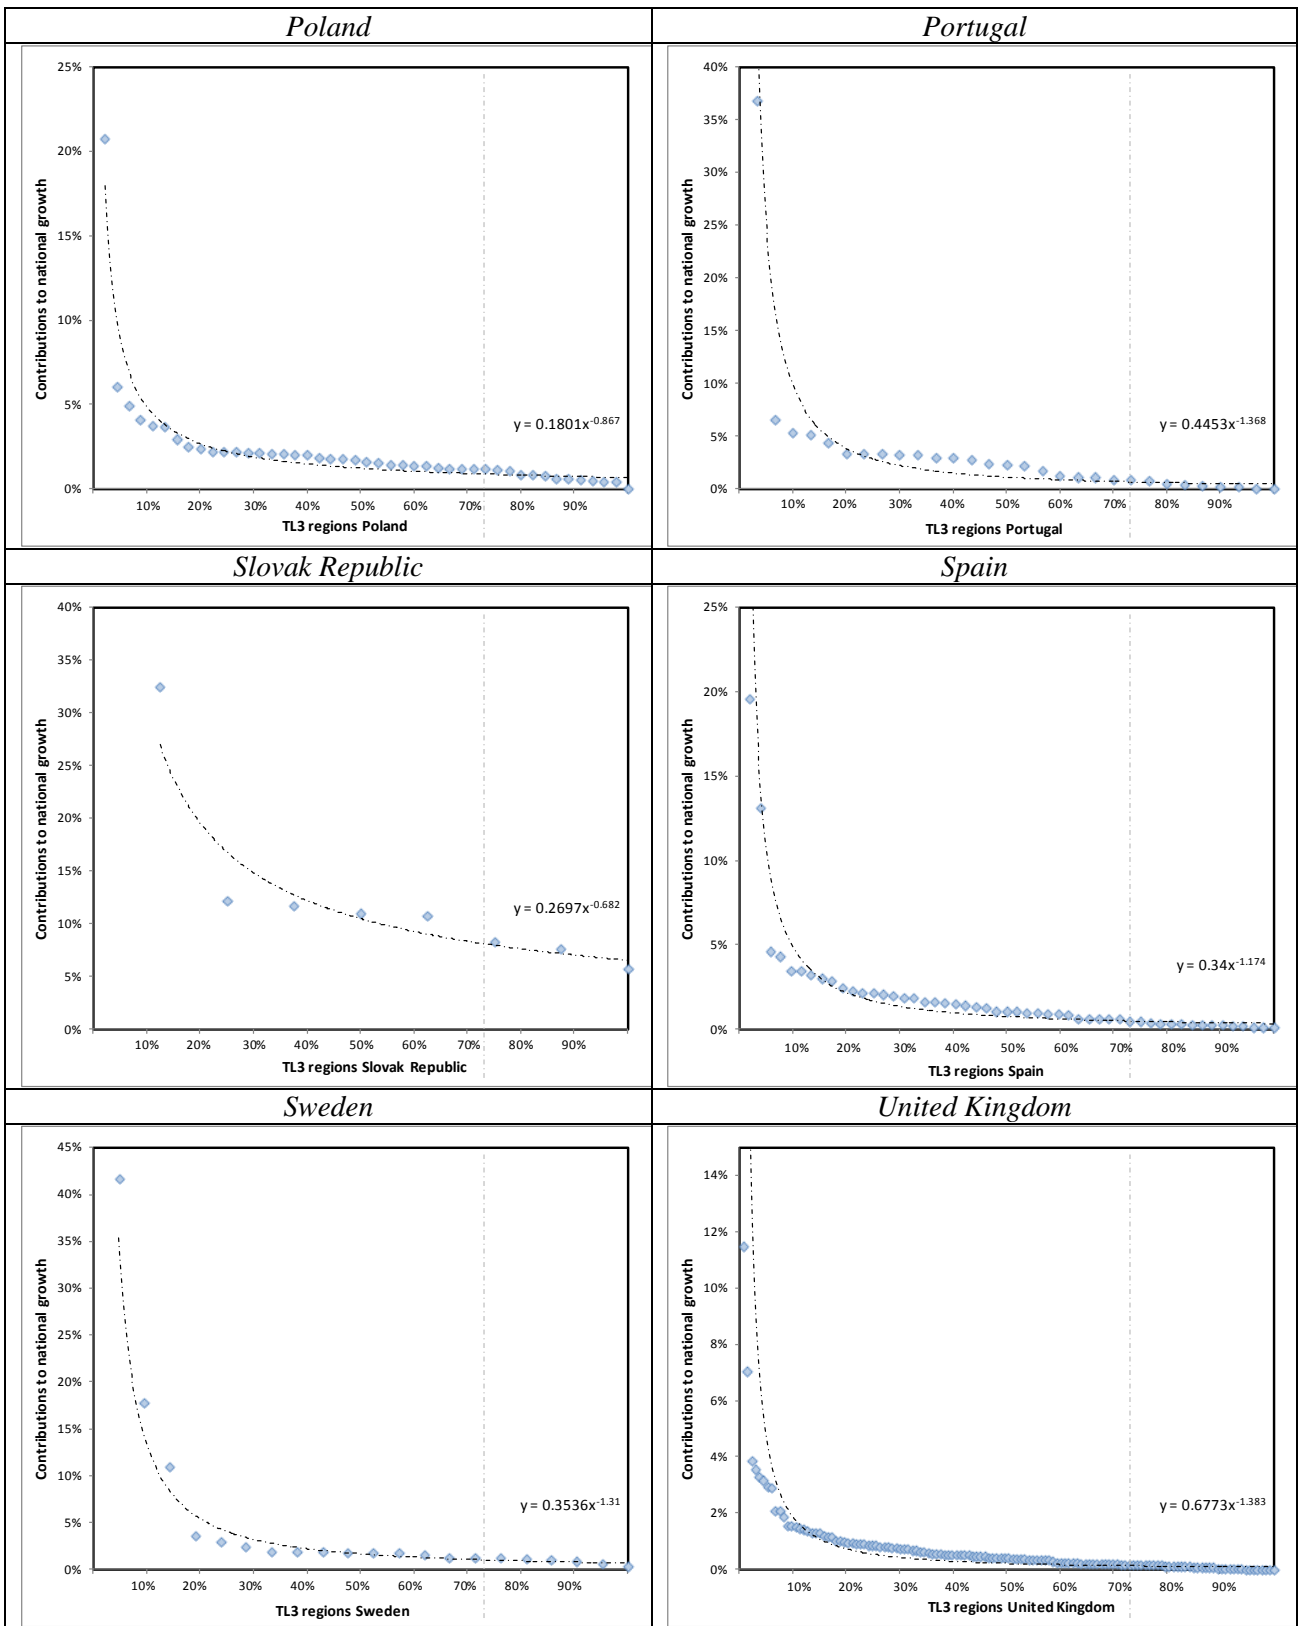 Poland
Portugal
25%
20%
15%
10%
5%
0%
Contributions to national growth
y = 0.1801x^-0.867
10% 20% 30% 40% 50% 60% 70% 80% 90%
TL3 regions Poland
40%
35%
30%
25%
20%
15%
10%
5%
0%
Contributions to national growth
y = 0.4453x^-1.368
10% 20% 30% 40% 50% 60% 70% 80% 90%
TL3 regions Portugal
Slovak Republic
Spain
40%
35%
30%
25%
20%
15%
10%
5%
0%
Contributions to national growth
y = 0.2697x^-0.682
10% 20% 30% 40% 50% 60% 70% 80% 90%
TL3 regions Slovak Republic
25%
20%
15%
10%
5%
0%
Contributions to national growth
y = 0.34x^-1.174
10% 20% 30% 40% 50% 60% 70% 80% 90%
TL3 regions Spain
Sweden
United Kingdom
45%
40%
35%
30%
25%
20%
15%
10%
5%
0%
Contributions to national growth
y = 0.3536x^-1.31
10% 20% 30% 40% 50% 60% 70% 80% 90%
TL3 regions Sweden
14%
12%
10%
8%
6%
4%
2%
0%
Contributions to national growth
y = 0.6773x^-1.383
10% 20% 30% 40% 50% 60% 70% 80% 90%
TL3 regions United Kingdom